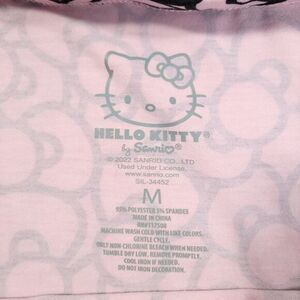 HELLO KITTY®
by Sanrio®
© 2022 SANRIO CO., LTD
Used Under License.
www.sanrio.com
SIL-34452
M
95% POLYESTER 5% SPANDEX
MADE IN CHINA
MACHINE WASH COLD WITH LIKE COLORS.
GENTLE CYCLE.
ONLY NON-CHLORINE BLEACH WHEN NEEDED.
TUMBLE DRY LOW. REMOVE PROMPTLY.
COOL IRON IF NEEDED.
DO NOT IRON DECORATION.